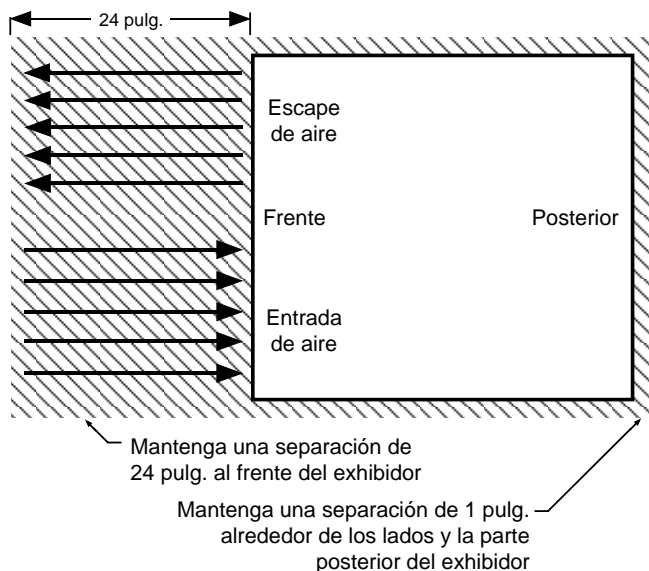 24 pulg.
Escape
de aire
Frente
Posterior
Entrada
de aire
Mantenga una separación de
24 pulg. al frente del exhibidor
Mantenga una separación de 1 pulg.
alrededor de los lados y la parte
posterior del exhibidor